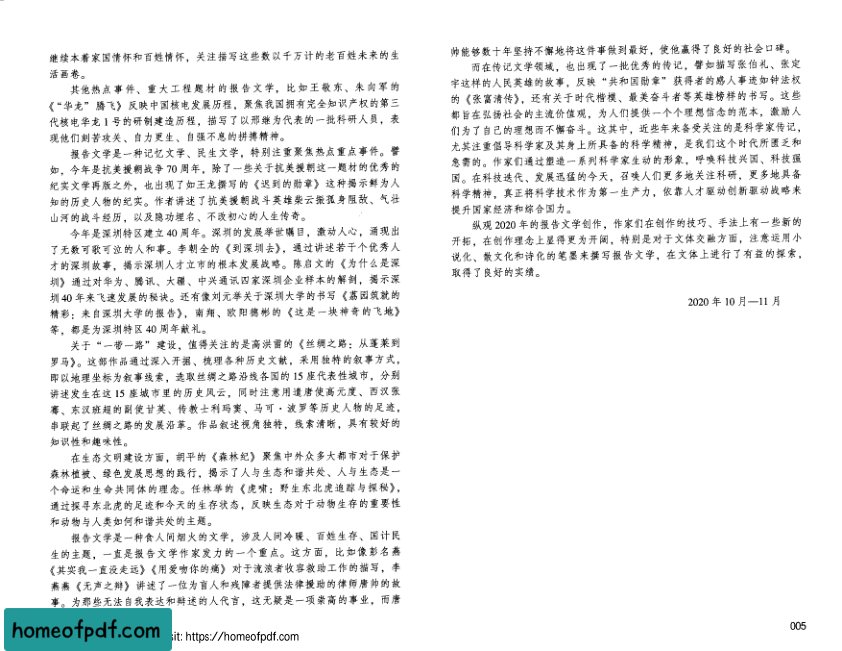 继续本着家国情怀和百姓情怀，关注描写这些数以千万计的老百姓未来的生
活画卷。
其他热点事件、重大工程题材的报告文学，比如王敏东、朱向军的
《“华龙”腾飞》反映中国核电发展历程，聚焦我国拥有完全知识产权的第三
代核电华龙1号的研制建造历程，描写了以邢继为代表的一批科研人员，表
现他们刻苦攻关、自力更生、自强不息的拼搏精神。
报告文学是一种记忆文学、民生文学，特别注重聚焦热点重点事件。譬
如，今年是抗美援朝战争70周年，除了一些关于抗美援朝这一题材的优秀的
纪实文学再版之外，也出现了如王龙撰写的《迟到的勋章》这种揭示鲜为人
知的历史人物的纪实。作者讲述了抗美援朝战斗英雄柴云振孤身阻敌、气壮
山河的战斗经历，以及隐功埋名、不改初心的人生传奇。
今年是深圳特区建立40周年。深圳的发展举世瞩目，激动人心，涌现出
了无数可歌可泣的人和事。李朝全的《到深圳去》，通过讲述若干个优秀人
才的深圳故事，揭示深圳人才立市的根本发展战略。陈启文的《为什么是深
圳》通过对华为、腾讯、大疆、中兴通讯四家深圳企业样本的解剖，揭示深
圳40年来飞速发展的秘诀。还有像刘元举关于深圳大学的书写《荔园筑就的
精彩：来自深圳大学的报告》，南翔、欧阳德彬的《这是一块神奇的飞地》
等，都是为深圳特区40周年献礼。
关于“一带一路”建设，值得关注的是高洪雷的《丝绸之路：从蓬莱到
罗马》。这部作品通过深入开掘、梳理各种历史文献，采用独特的叙事方式，
即以地理坐标为叙事线索，选取丝绸之路沿线各国的15座代表性城市，分别
讲述发生在这15座城市里的历史风云，同时注意用遣唐使高元度、西汉张
骞、东汉班超的副使甘英、传教士利玛窦、马可·波罗等历史人物的足迹，
串联起了丝绸之路的发展沿革。作品叙述视角独特，线索清晰，具有较好的
知识性和趣味性。
在生态文明建设方面，胡平的《森林纪》聚焦中外众多大都市对于保护
森林植被、绿色发展思想的践行，揭示了人与生态和谐共处、人与生态是一
个命运和生命共同体的理念。任林举的《虎啸：野生东北虎追踪与探秘》，
通过探寻东北虎的足迹和今天的生存状态，反映生态对于动物生存的重要性
和动物与人类如何和谐共处的主题。
报告文学是一种食人间烟火的文学，涉及人间冷暖、百姓生存、国计民
生的主题，一直是报告文学作家发力的一个重点。这方面，比如像彭名燕
《其实我一直没走远》《用爱吻你的痛》对于流浪者收容救助工作的描写，李
燕燕《无声之辩》讲述了一位为盲人和残障者提供法律援助的律师唐帅的故
事。为那些无法自我表达和辩述的人代言，这无疑是一项崇高的事业，而唐
帅能够数十年坚持不懈地将这件事做到最好，使他赢得了良好的社会口碑。
而在传记文学领域，也出现了一批优秀的传记，譬如描写张伯礼、张定
宇这样的人民英雄的故事，反映“共和国勋章”获得者的感人事迹如钟法权
的《张富清传》，还有关于时代楷模、最美奋斗者等英雄榜样的书写。这些
都旨在弘扬社会的主流价值观，为人们提供一个个理想信念的范本，激励人
们为了自己的理想而不懈奋斗。这其中，近些年来备受关注的是科学家传记，
尤其注重倡导科学家及其身上所具备的科学精神，是我们这个时代所匮乏和
急需的。作家们通过塑造一系列科学家生动的形象，呼唤科技兴国、科技强
国。在科技迭代、发展迅猛的今天，召唤人们更多地关注科研，更多地具备
科学精神，真正将科学技术作为第一生产力，依靠人才驱动创新驱动战略来
提升国家经济和综合国力。
纵观2020年的报告文学创作，作家们在创作的技巧、手法上有一些新的
开拓，在创作理念上显得更为开阔，特别是对于文体交融方面，注意运用小
说化、散文化和诗化的笔墨来撰写报告文学，在文体上进行了有益的探索，
取得了良好的实绩。
2020年10月—11月
005
homeofpdf.com
sit: https://homeofpdf.com